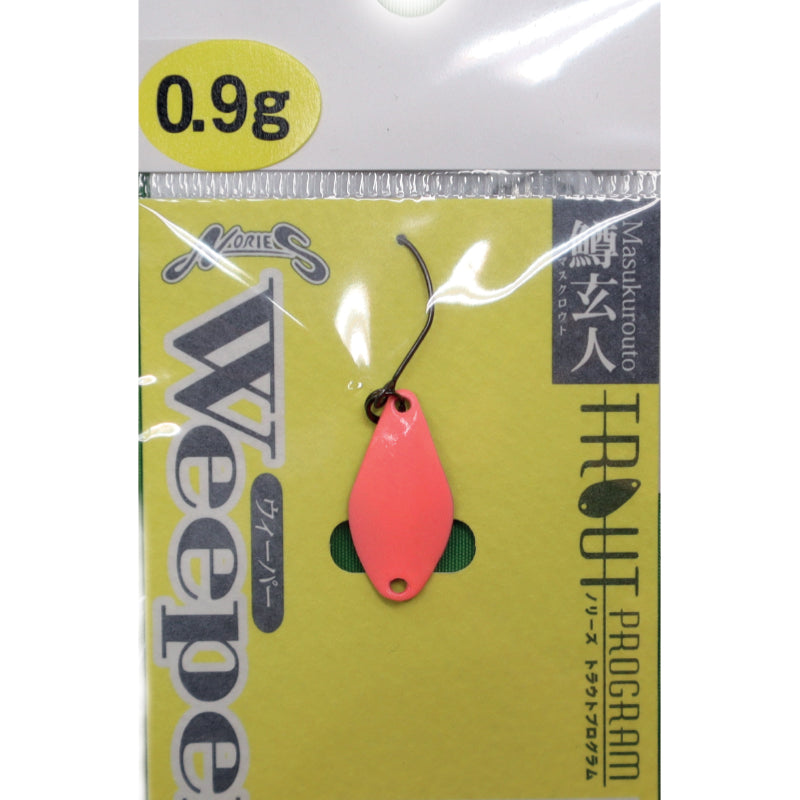 0.9g
NORIES
Weeper
ヴィーパー
Masukurouto
鱒玄人
マスクロウト
TROUT PROGRAM
ノリーズ トラウトプログラム